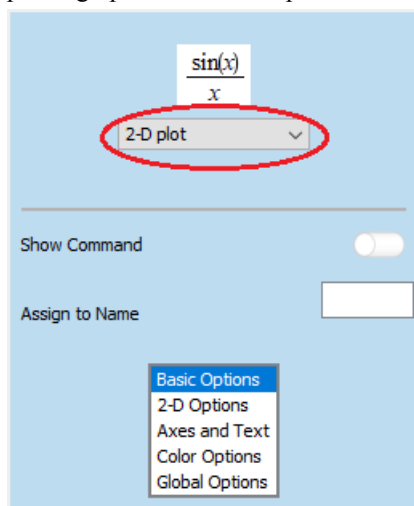 sin(x)
x
2-D plot
Show Command
Assign to Name
Basic Options
2-D Options
Axes and Text
Color Options
Global Options